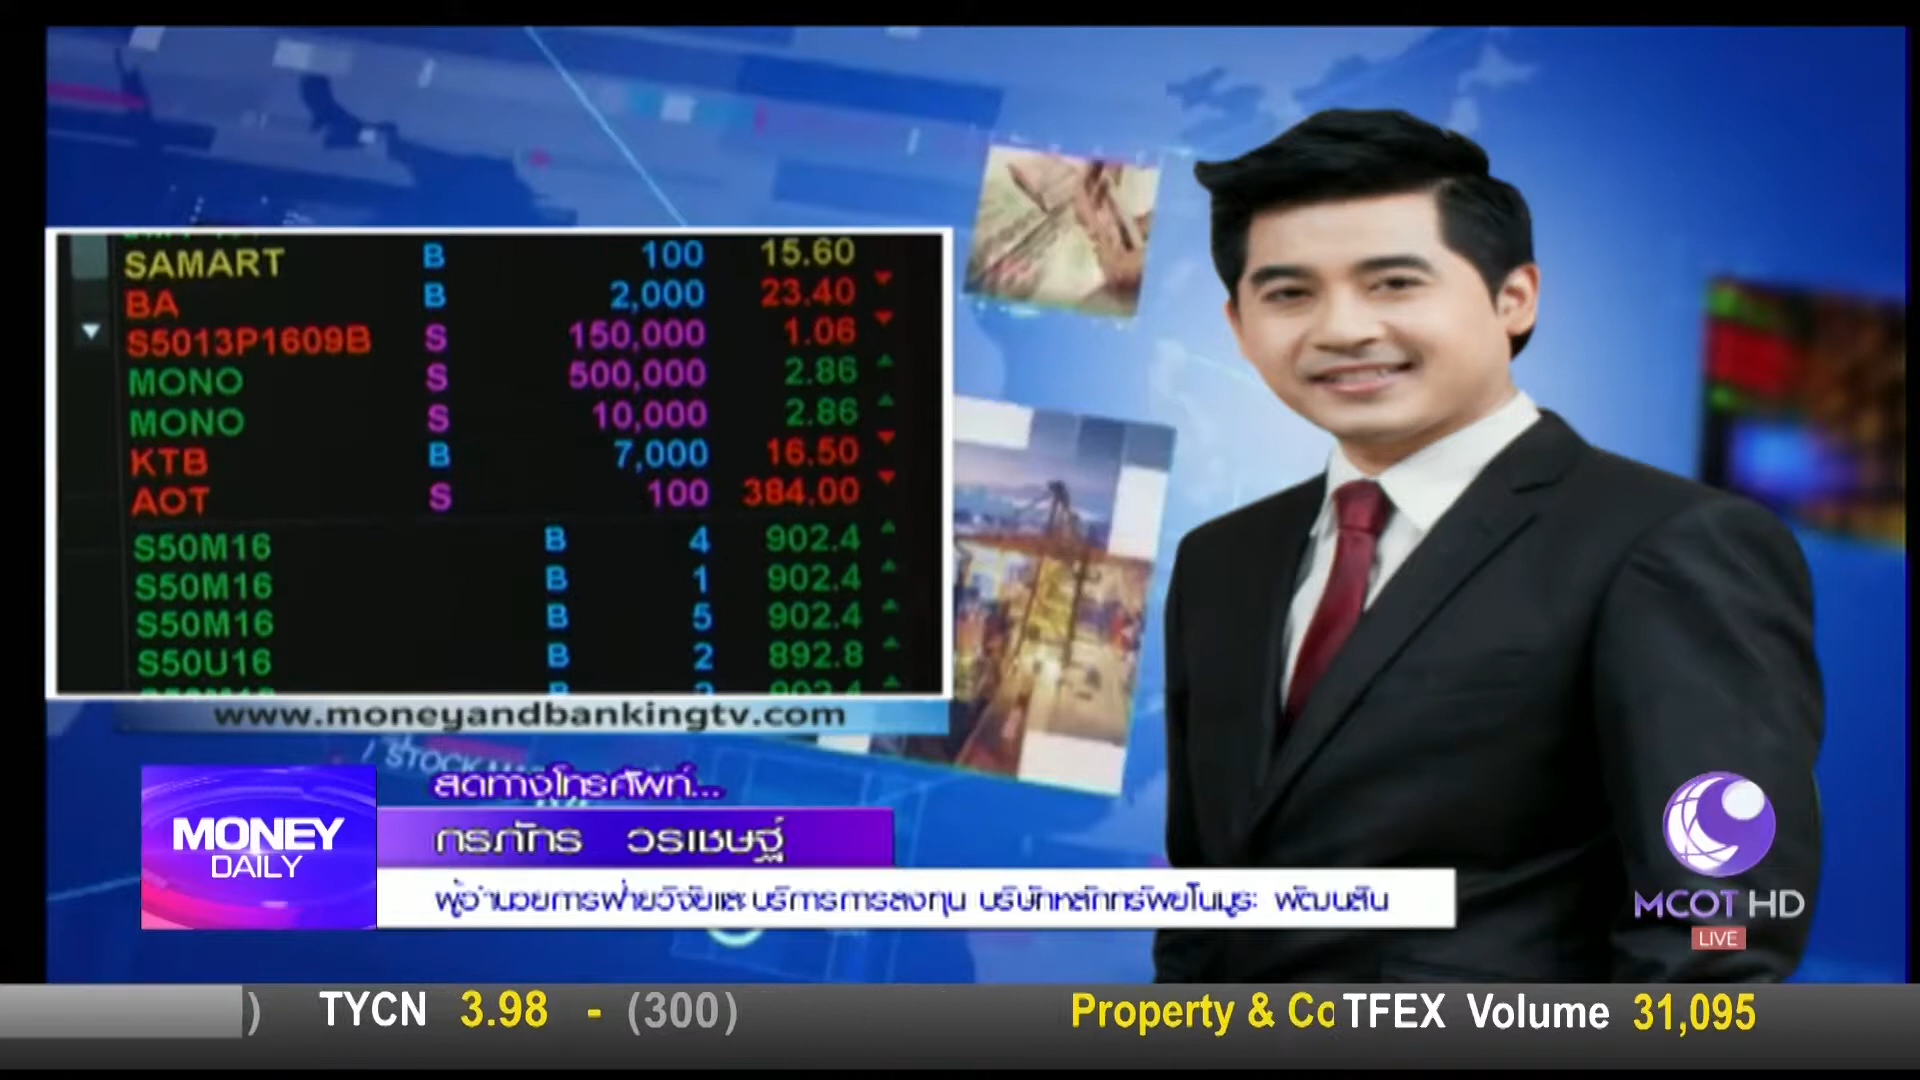 SAMART B 100 15.60
BA B 2,000 23.40
S5013P1609B S 150,000 1.06
MONO S 500,000 2.86
MONO S 10,000 2.86
KTB B 7,000 16.50
AOT S 100 384.00
S50M16 B 4 902.4
S50M16 B 1 902.4
S50M16 B 5 902.4
S50U16 B 2 892.8
www.moneyandbankingtv.com
/ STOCK
สดทางโทรศัพท์...
MONEY
DAILY
กรภัทร วรเชษฐ์
ผู้อำนวยการฝ่ายวิจัยและบริการการลงทุน บริษัทหลักทรัพย์โนมูระ พัฒนสิน
MCOT HD
LIVE
) TYCN 3.98 - (300) Property & Co TFEX Volume 31,095